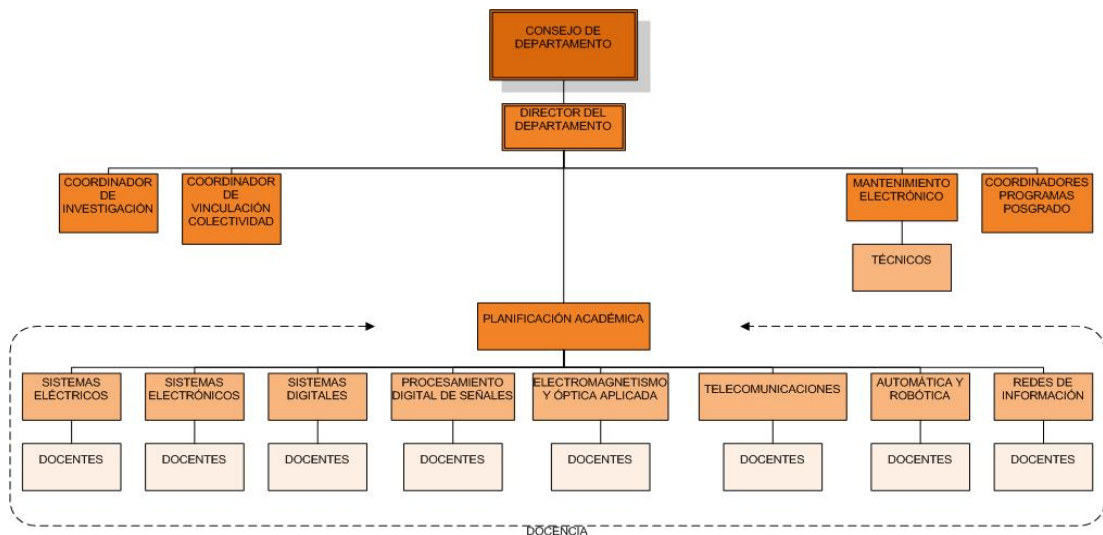 CONSEJO DE
DEPARTAMENTO
DIRECTOR DEL
DEPARTAMENTO
COORDINADOR
DE
INVESTIGACIÓN
COORDINADOR
DE
VINCULACIÓN
COLECTIVIDAD
MANTENIMIENTO
ELECTRÓNICO
COORDINADORES
PROGRAMAS
POSGRADO
TÉCNICOS
PLANIFICACIÓN ACADÉMICA
SISTEMAS
ELÉCTRICOS
SISTEMAS
ELECTRÓNICOS
SISTEMAS
DIGITALES
PROCESAMIENTO
DIGITAL DE SEÑALES
ELECTROMAGNETISMO
Y ÓPTICA APLICADA
TELECOMUNICACIONES
AUTOMÁTICA Y
ROBÓTICA
REDES DE
INFORMACIÓN
DOCENTES
DOCENTES
DOCENTES
DOCENTES
DOCENTES
DOCENTES
DOCENTES
DOCENTES
DOCENCIA